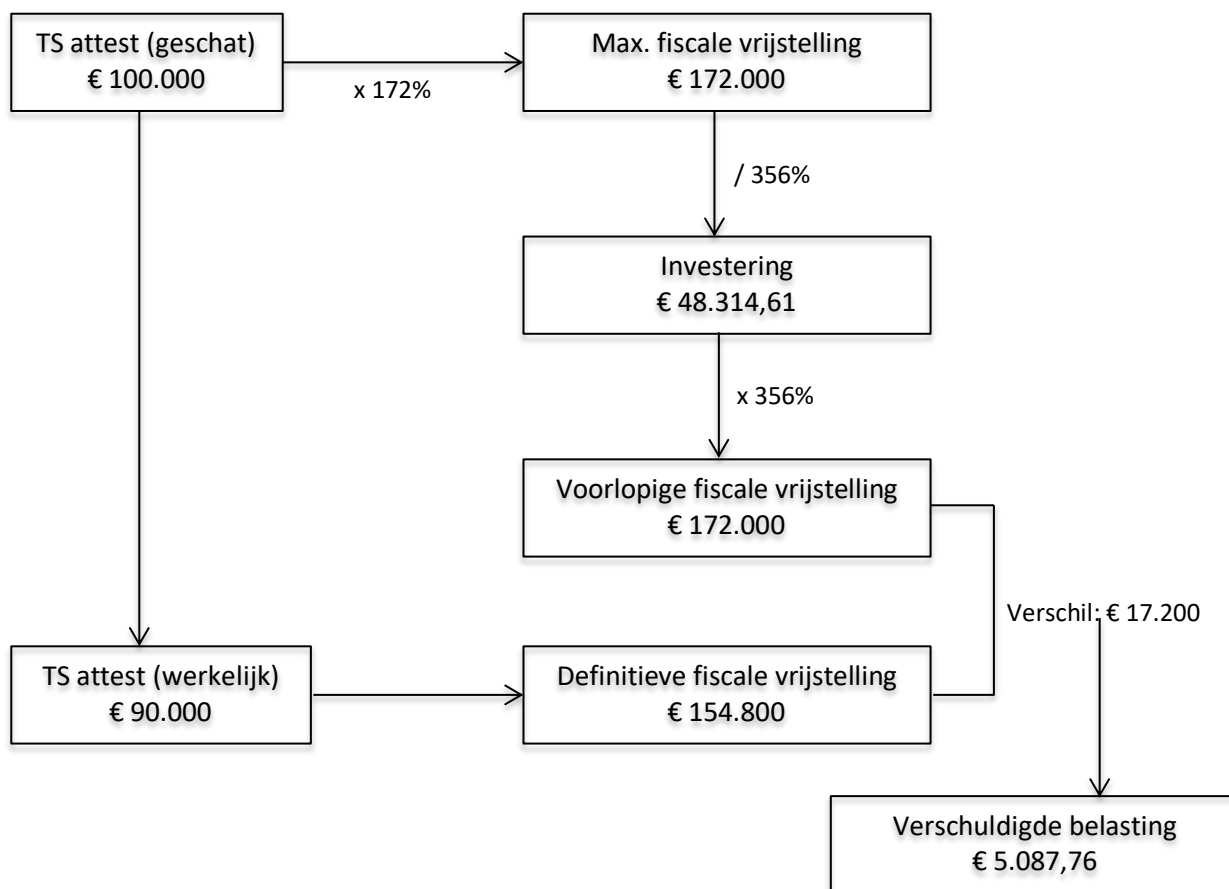 TS attest (geschat)
€ 100.000
x 172%
Max. fiscale vrijstelling
€ 172.000
/ 356%
Investering
€ 48.314,61
x 356%
Voorlopige fiscale vrijstelling
€ 172.000
Verschil: € 17.200
TS attest (werkelijk)
€ 90.000
Definitieve fiscale vrijstelling
€ 154.800
Verschuldigde belasting
€ 5.087,76